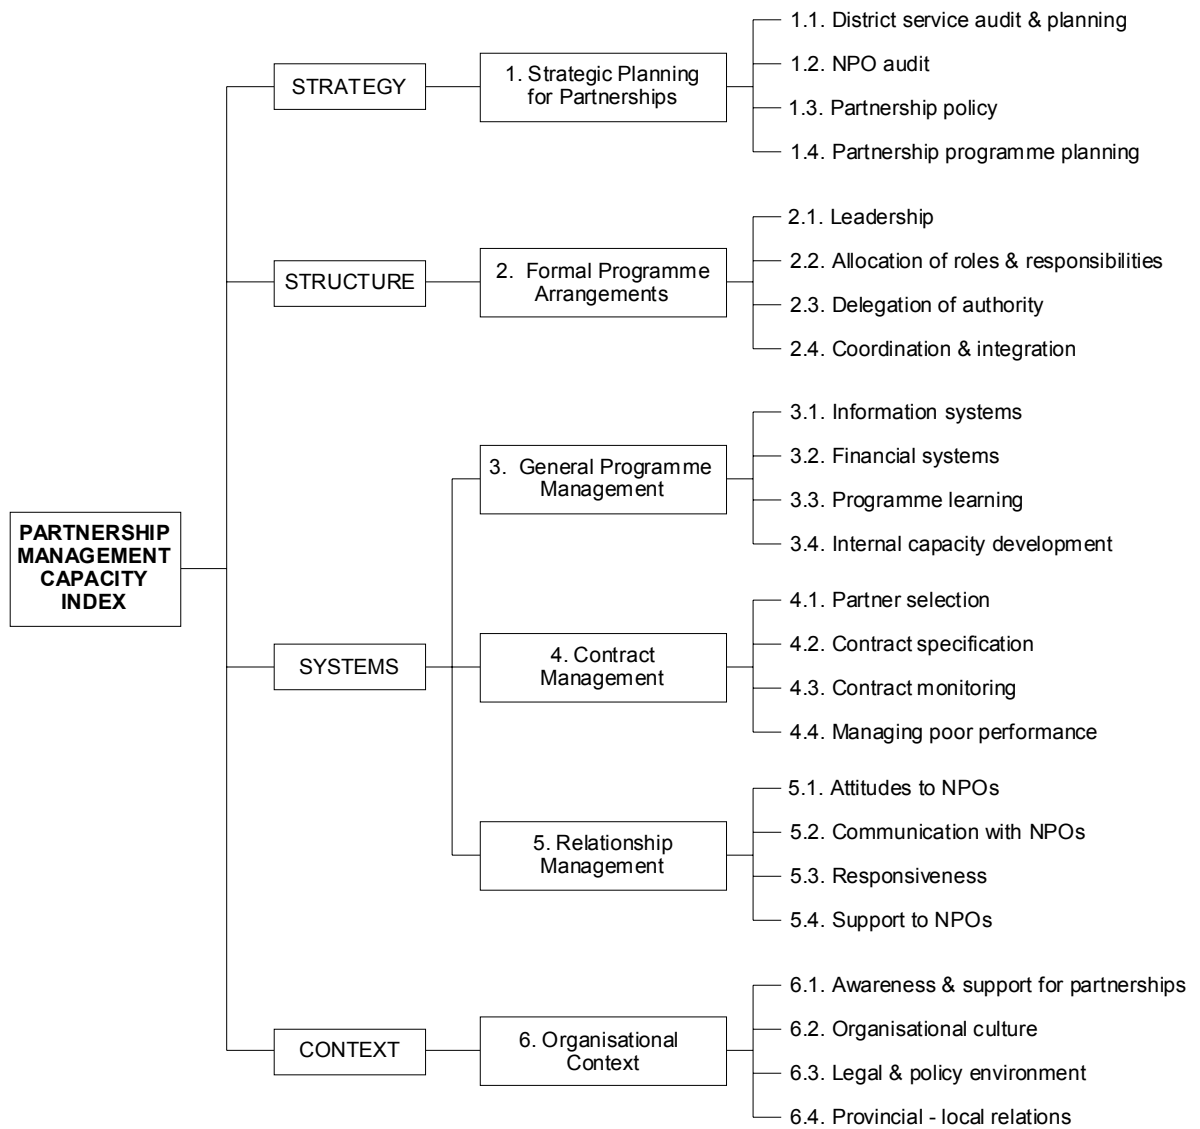 PARTNERSHIP
MANAGEMENT
CAPACITY
INDEX
STRATEGY
1. Strategic Planning
for Partnerships
1.1. District service audit & planning
1.2. NPO audit
1.3. Partnership policy
1.4. Partnership programme planning
STRUCTURE
2. Formal Programme
Arrangements
2.1. Leadership
2.2. Allocation of roles & responsibilities
2.3. Delegation of authority
2.4. Coordination & integration
SYSTEMS
3. General Programme
Management
3.1. Information systems
3.2. Financial systems
3.3. Programme learning
3.4. Internal capacity development
4. Contract
Management
4.1. Partner selection
4.2. Contract specification
4.3. Contract monitoring
4.4. Managing poor performance
5. Relationship
Management
5.1. Attitudes to NPOs
5.2. Communication with NPOs
5.3. Responsiveness
5.4. Support to NPOs
CONTEXT
6. Organisational
Context
6.1. Awareness & support for partnerships
6.2. Organisational culture
6.3. Legal & policy environment
6.4. Provincial - local relations